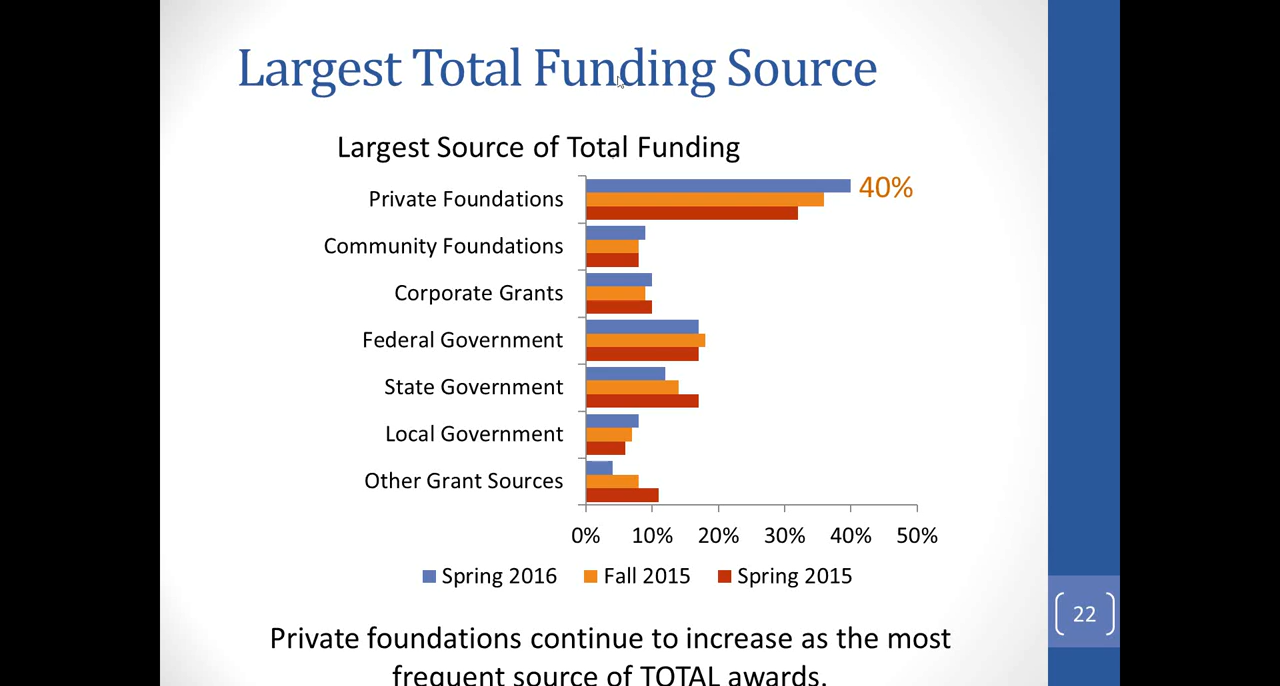 Largest Total Funding Source
Largest Source of Total Funding
40%
Private Foundations
Community Foundations
Corporate Grants
Federal Government
State Government
Local Government
Other Grant Sources
0% 10% 20% 30% 40% 50%
Spring 2016 Fall 2015 Spring 2015
22
Private foundations continue to increase as the most
frequent source of TOTAL awards.